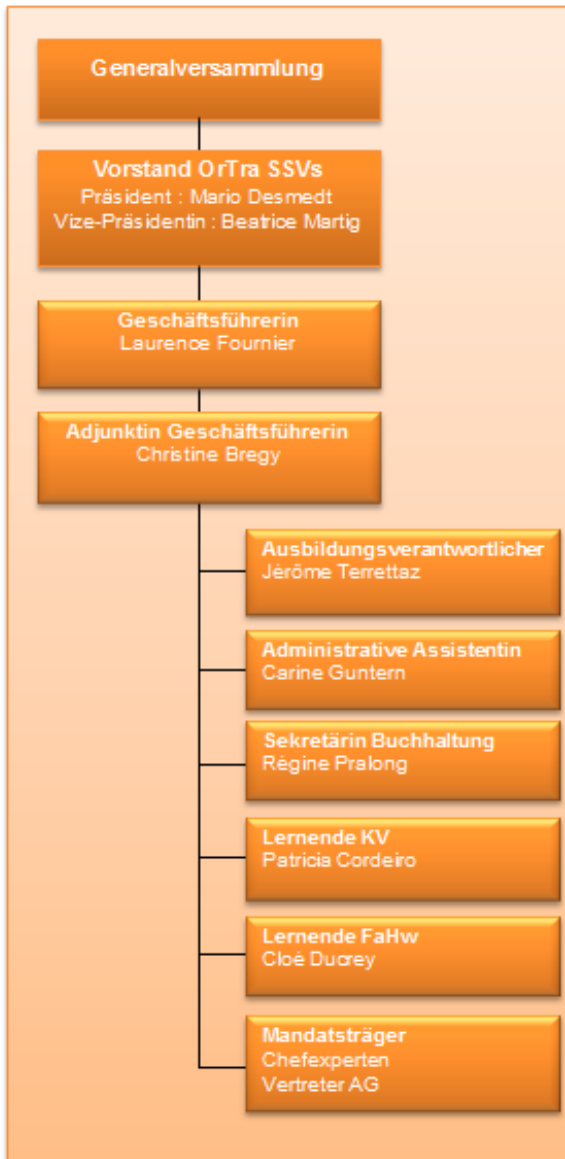 Generalversammlung
Vorstand OrTra SSVs
Präsident : Mario Desmedt
Vize-Präsidentin : Beatrice Martig
Geschäftsführerin
Laurence Fournier
Adjunktin Geschäftsführerin
Christine Bregy
Ausbildungsverantwortlicher
Jérôme Terrettaz
Administrative Assistentin
Carine Guntern
Sekretärin Buchhaltung
Régine Pralong
Lernende KV
Patricia Cordeiro
Lernende FaHw
Cloé Ducrey
Mandatsträger
Chefexperten
Vertreter AG